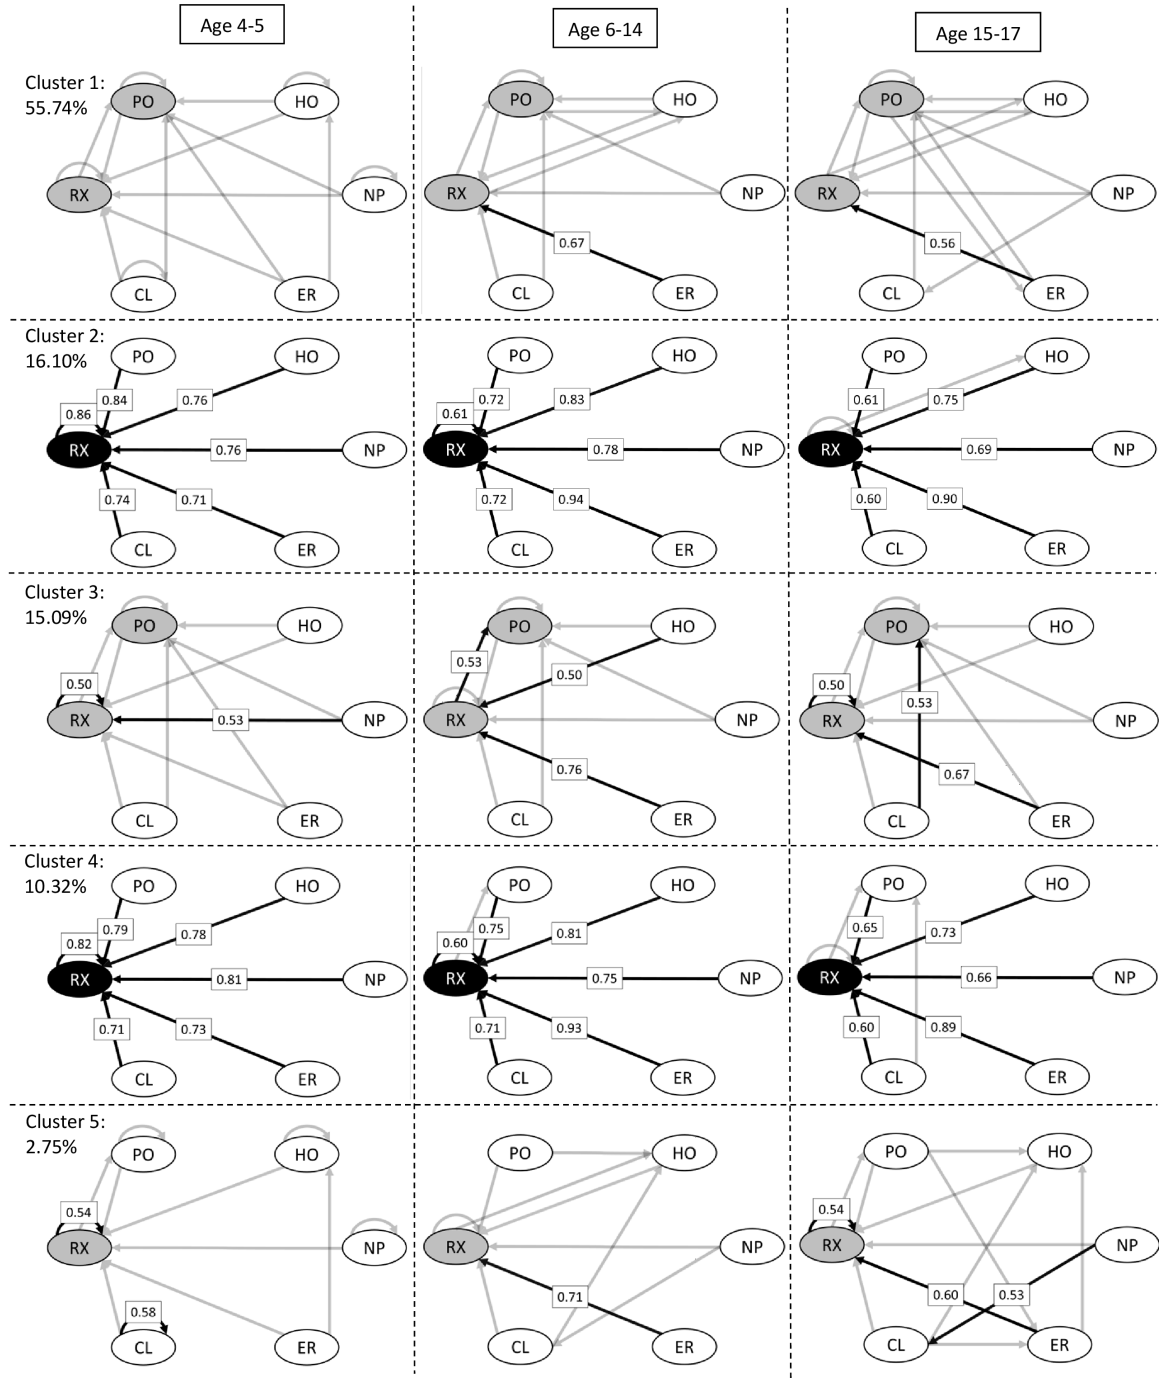 Age 4-5
Age 6-14
Age 15-17
Cluster 1:
55.74%
PO HO RX NP CL ER
PO HO RX NP 0.67 CL ER
PO HO RX NP 0.56 CL ER
Cluster 2:
16.10%
PO HO 0.84 0.76 0.86 RX 0.76 NP 0.74 0.71 CL ER
PO HO 0.72 0.83 0.61 RX 0.78 NP 0.72 0.94 CL ER
PO HO 0.61 0.75 RX 0.69 NP 0.60 0.90 CL ER
Cluster 3:
15.09%
PO HO 0.50 RX 0.53 NP CL ER
PO HO 0.53 0.50 RX NP 0.76 CL ER
PO HO 0.50 0.53 RX NP 0.67 CL ER
Cluster 4:
10.32%
PO HO 0.79 0.78 0.82 RX 0.81 NP 0.71 0.73 CL ER
PO HO 0.75 0.81 0.60 RX 0.75 NP 0.71 0.93 CL ER
PO HO 0.65 0.73 RX 0.66 NP 0.60 0.89 CL ER
Cluster 5:
2.75%
PO HO 0.54 RX NP 0.58 CL ER
PO HO RX NP 0.71 CL ER
PO HO 0.54 RX NP 0.60 0.53 CL ER